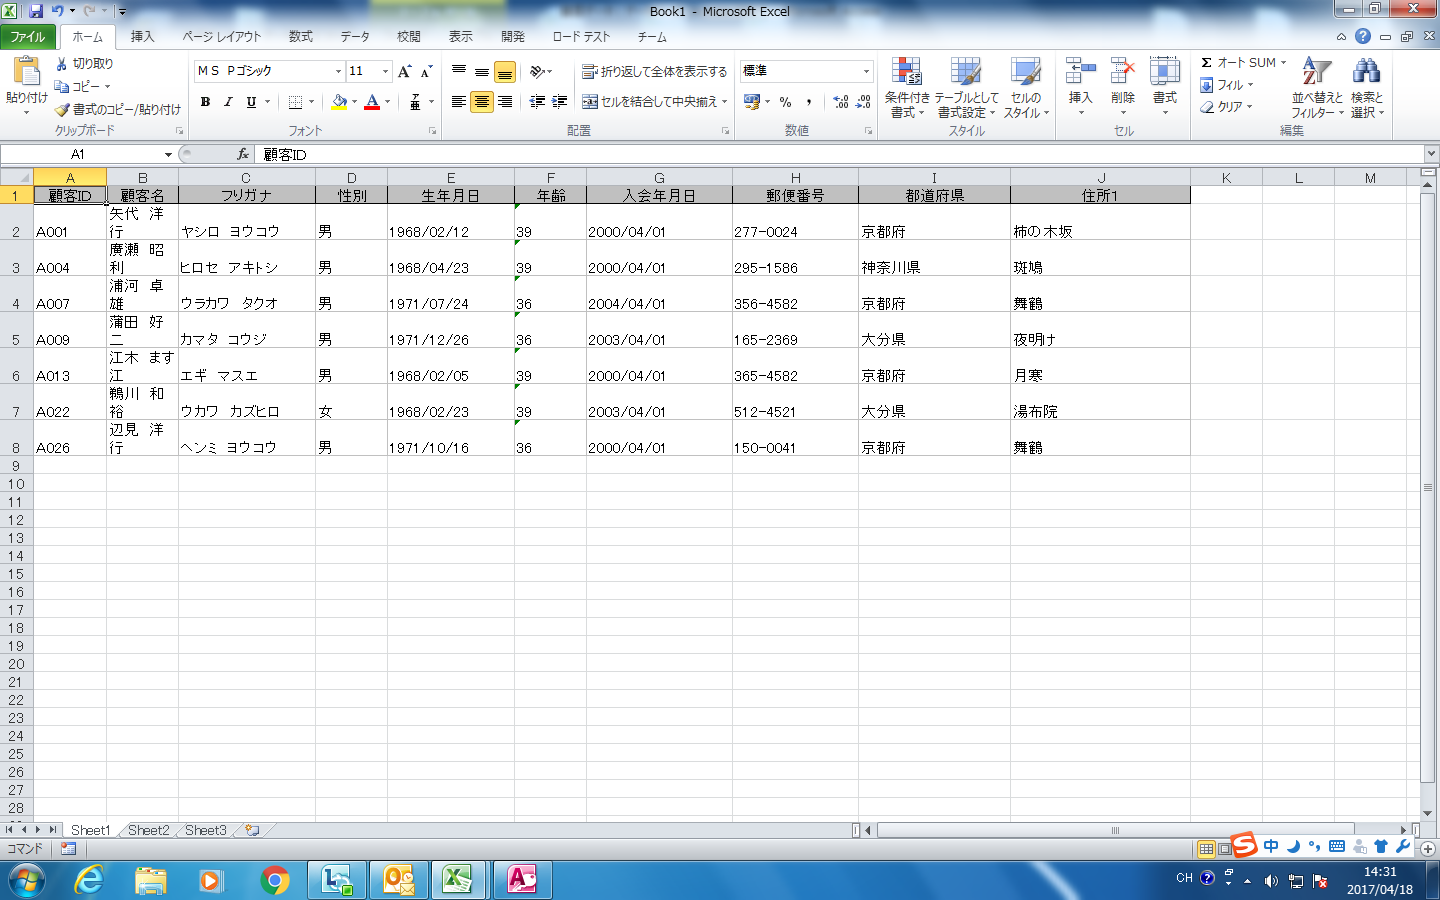 Book1 - Microsoft Excel
ファイル ホーム 挿入 ページ レイアウト 数式 データ 校閲 表示 開発 ロード テスト チーム
貼り付け 切り取り コピー 書式のコピー/貼り付け クリップボード
ＭＳ Ｐゴシック 11 B I U フォント
折り返して全体を表示する セルを結合して中央揃え 配置
標準 % , 数値
条件付き書式 テーブルとして書式設定 セルのスタイル スタイル
挿入 削除 書式 セル
Σ オート SUM フィル クリア 並べ替えとフィルター 検索と選択 編集
A1 fx 顧客ID
A B C D E F G H I J K L M
1 顧客ID 顧客名 フリガナ 性別 生年月日 年齢 入会年月日 郵便番号 都道府県 住所1
2 A001 矢代 洋行 ヤシロ ヨウコウ 男 1968/02/12 39 2000/04/01 277-0024 京都府 柿の木坂
3 A004 廣瀬 昭利 ヒロセ アキトシ 男 1968/04/23 39 2000/04/01 295-1586 神奈川県 斑鳩
4 A007 浦河 卓雄 ウラカワ タクオ 男 1971/07/24 36 2004/04/01 356-4582 京都府 舞鶴
5 A009 蒲田 好二 カマタ コウジ 男 1971/12/26 36 2003/04/01 165-2369 大分県 夜明け
6 A013 江木 ます江 エギ マスエ 男 1968/02/05 39 2000/04/01 365-4582 京都府 月寒
7 A022 鵜川 和裕 ウカワ カズヒロ 女 1968/02/23 39 2003/04/01 512-4521 大分県 湯布院
8 A026 辺見 洋行 ヘンミ ヨウコウ 男 1971/10/16 36 2000/04/01 150-0041 京都府 舞鶴
9
10
11
12
13
14
15
16
17
18
19
20
21
22
23
24
25
26
27
28
Sheet1 Sheet2 Sheet3
コマンド 中
CH 14:31
2017/04/18